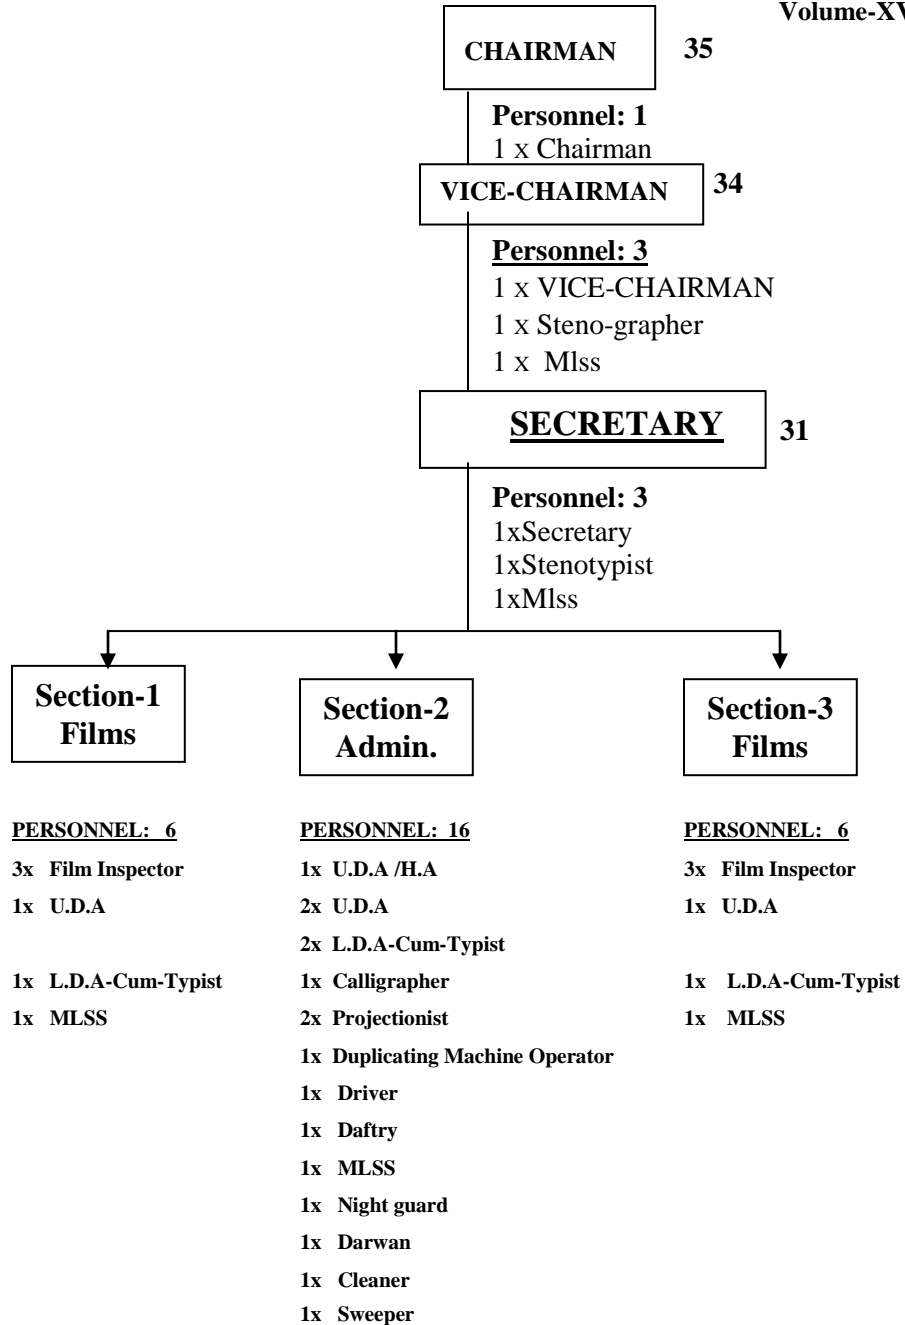 Volume-XV
CHAIRMAN
35
Personnel: 1
1 x Chairman
VICE-CHAIRMAN
34
Personnel: 3
1 x VICE-CHAIRMAN
1 x Steno-grapher
1 x Mlss
SECRETARY
31
Personnel: 3
1xSecretary
1xStenotypist
1xMlss
Section-1
Films
PERSONNEL: 6
3x Film Inspector
1x U.D.A
1x L.D.A-Cum-Typist
1x MLSS
Section-2
Admin.
PERSONNEL: 16
1x U.D.A /H.A
2x U.D.A
2x L.D.A-Cum-Typist
1x Calligrapher
2x Projectionist
1x Duplicating Machine Operator
1x Driver
1x Daftry
1x MLSS
1x Night guard
1x Darwan
1x Cleaner
1x Sweeper
Section-3
Films
PERSONNEL: 6
3x Film Inspector
1x U.D.A
1x L.D.A-Cum-Typist
1x MLSS